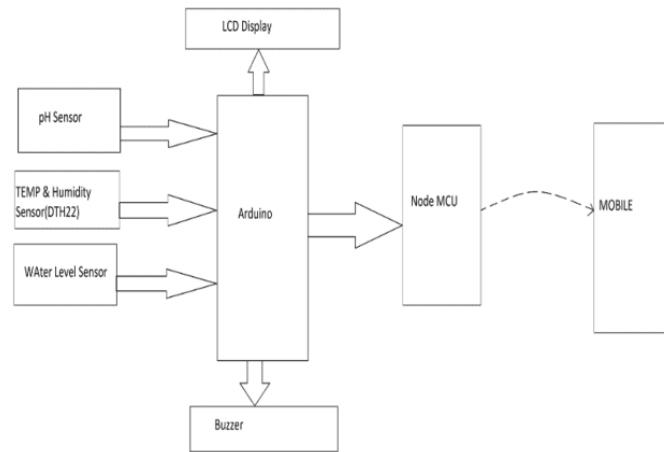 LCD Display
pH Sensor
TEMP & Humidity
Sensor(DTH22)
WAter Level Sensor
Arduino
Node MCU
MOBILE
Buzzer